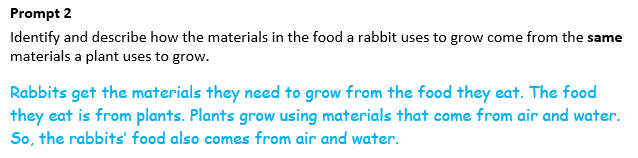 Prompt 2
Identify and describe how the materials in the food a rabbit uses to grow come from the same
materials a plant uses to grow.
Rabbits get the materials they need to grow from the food they eat. The food
they eat is from plants. Plants grow using materials that come from air and water.
So, the rabbits’ food also comes from air and water.